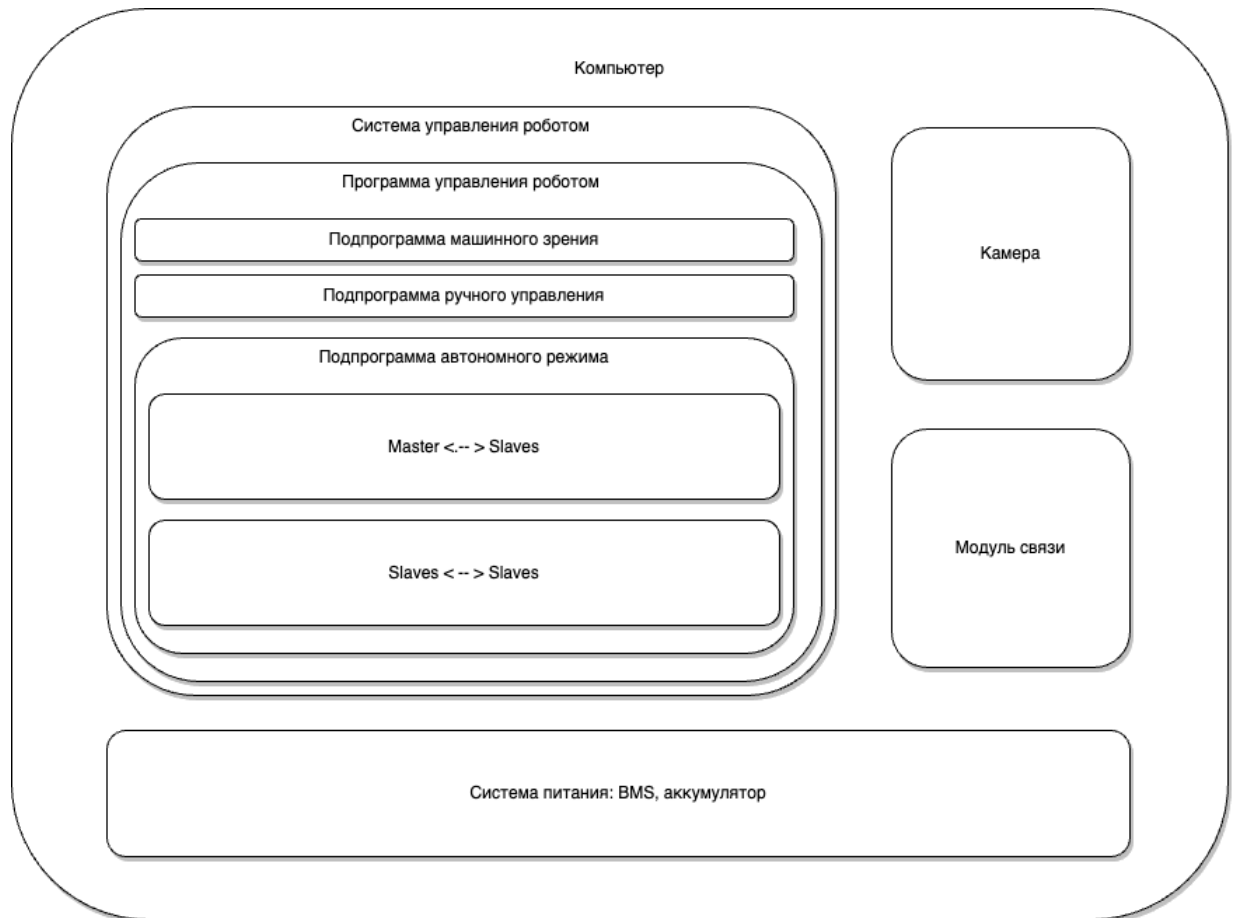 Компьютер
Система управления роботом
Программа управления роботом
Подпрограмма машинного зрения
Подпрограмма ручного управления
Подпрограмма автономного режима
Master <.-- > Slaves
Slaves < -- > Slaves
Камера
Модуль связи
Система питания: BMS, аккумулятор